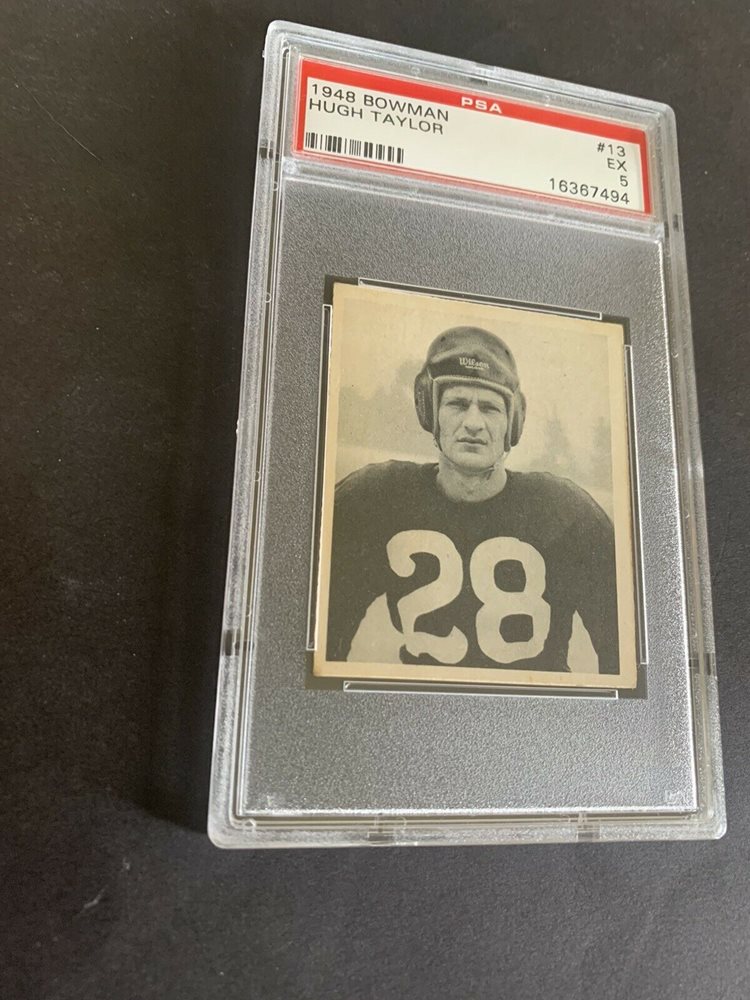 PSA
1948 BOWMAN
HUGH TAYLOR
#13
EX
5
16367494
Wilson
28